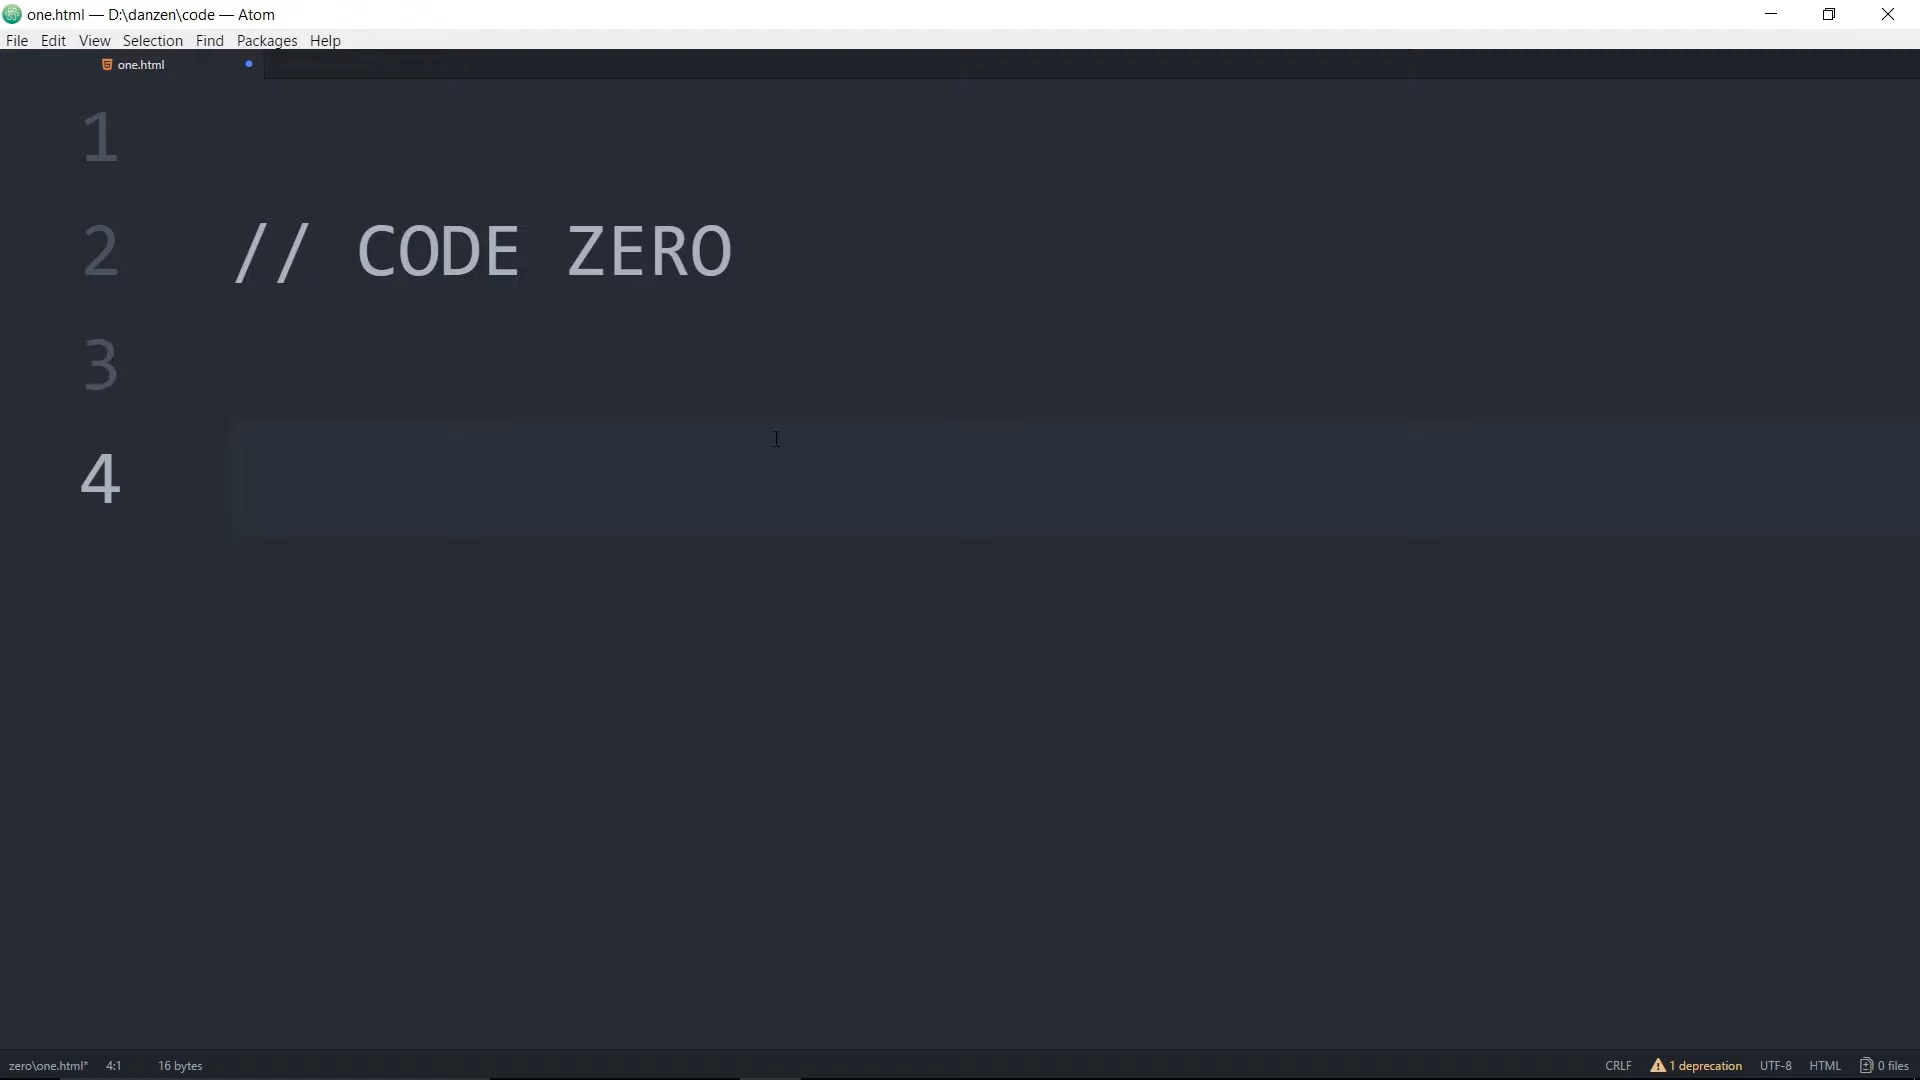 one.html — D:\danzen\code — Atom
File Edit View Selection Find Packages Help
one.html
1
2 // CODE ZERO
3
4
zero\one.html* 4:1 16 bytes CRLF 1 deprecation UTF-8 HTML 0 files